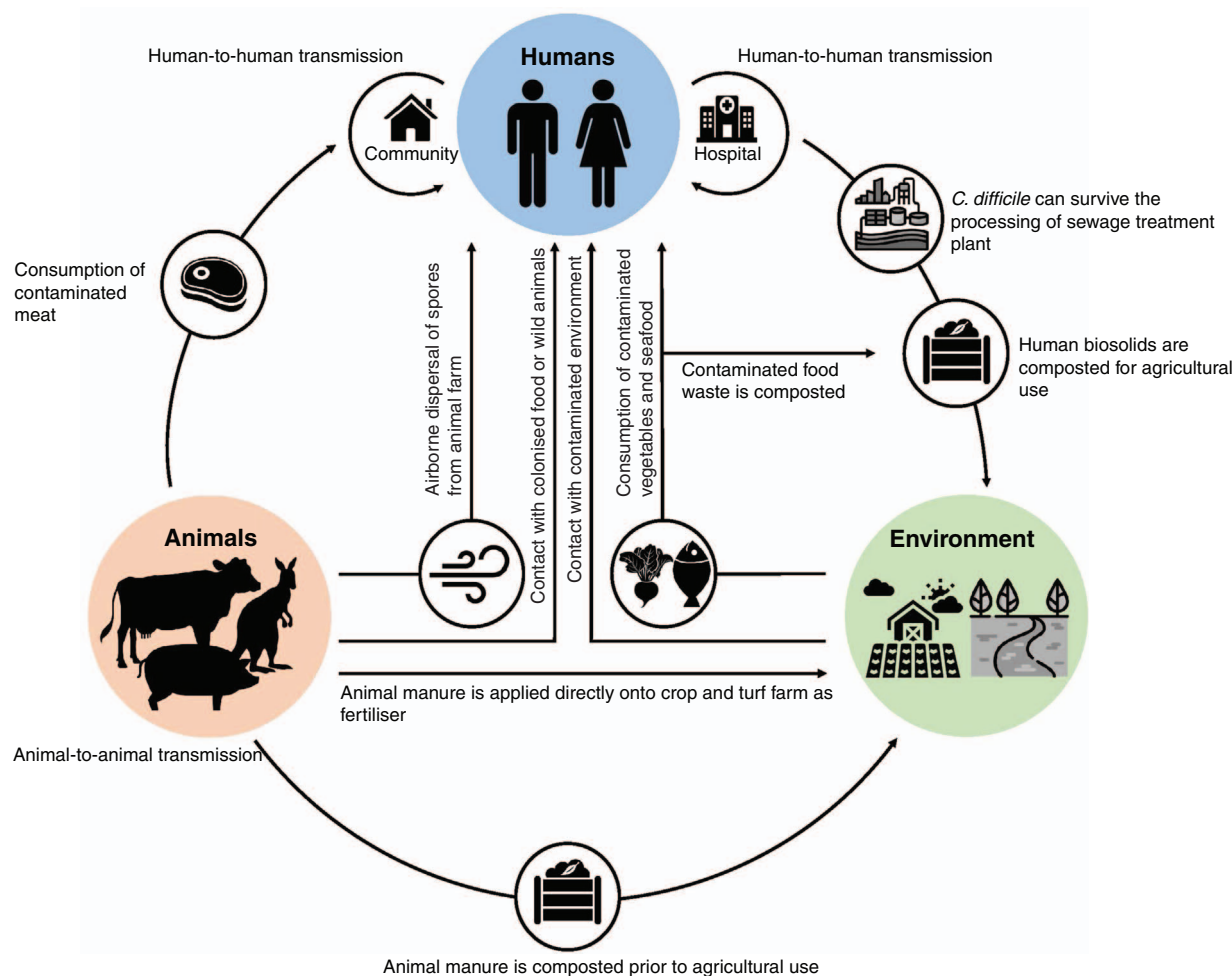 Humans
Human-to-human transmission
Human-to-human transmission
Community
Hospital
C. difficile can survive the
processing of sewage treatment
plant
Consumption of
contaminated
meat
Human biosolids are
composted for agricultural
use
Contaminated food
waste is composted
Airborne dispersal of spores
from animal farm
Contact with colonised food or wild animals
Contact with contaminated environment
Consumption of contaminated
vegetables and seafood
Animals
Environment
Animal manure is applied directly onto crop and turf farm as
fertiliser
Animal-to-animal transmission
Animal manure is composted prior to agricultural use